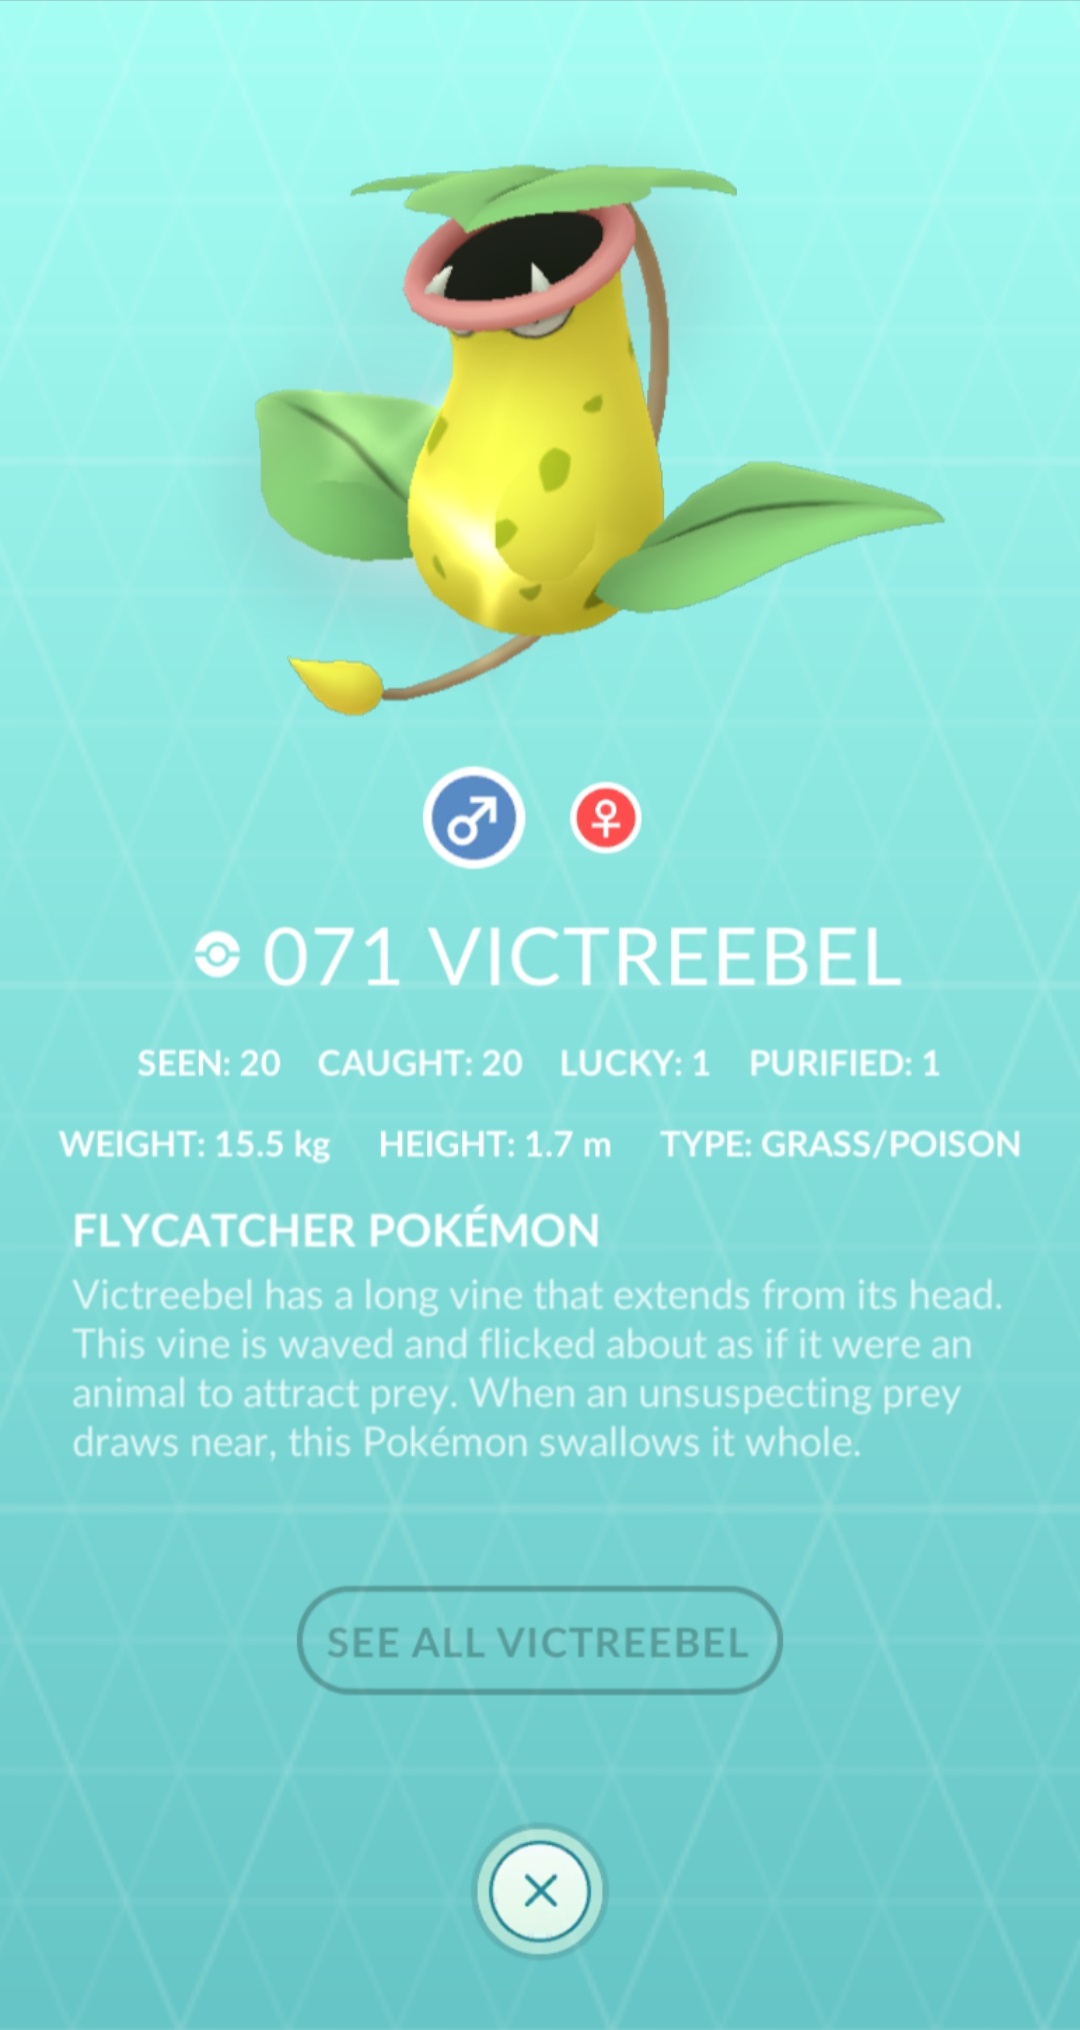 071 VICTREEBEL
SEEN: 20 CAUGHT: 20 LUCKY: 1 PURIFIED: 1
WEIGHT: 15.5 kg HEIGHT: 1.7 m TYPE: GRASS/POISON
FLYCATCHER POKÉMON
Victreebel has a long vine that extends from its head.
This vine is waved and flicked about as if it were an
animal to attract prey. When an unsuspecting prey
draws near, this Pokémon swallows it whole.
SEE ALL VICTREEBEL